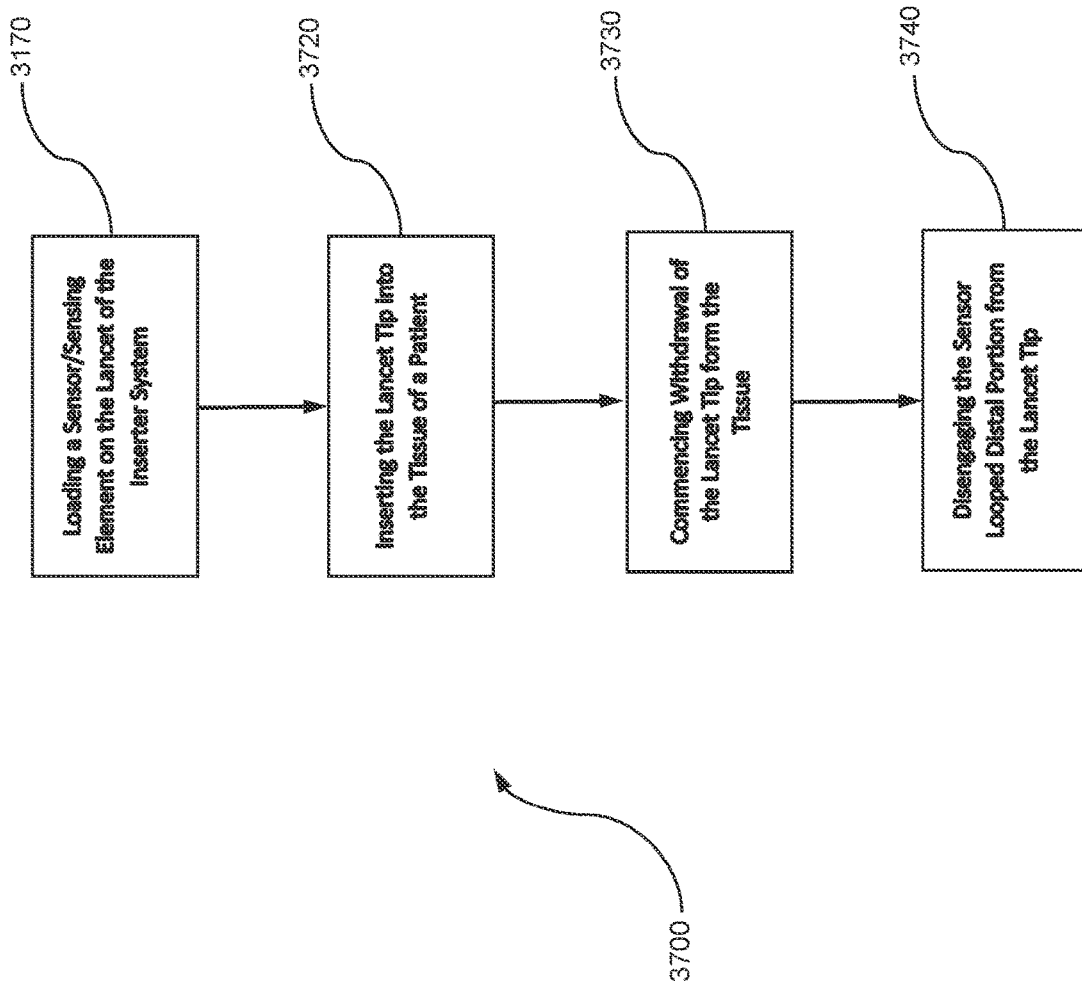 3170
Loading a Sensor/Sensing
Element on the Lancet of the
Inserter System
3720
Inserting the Lancet Tip into
the Tissue of a Patient
3730
Commencing Withdrawal of
the Lancet Tip form the
Tissue
3740
Disengaging the Sensor
Looped Distal Portion from
the Lancet Tip
3700